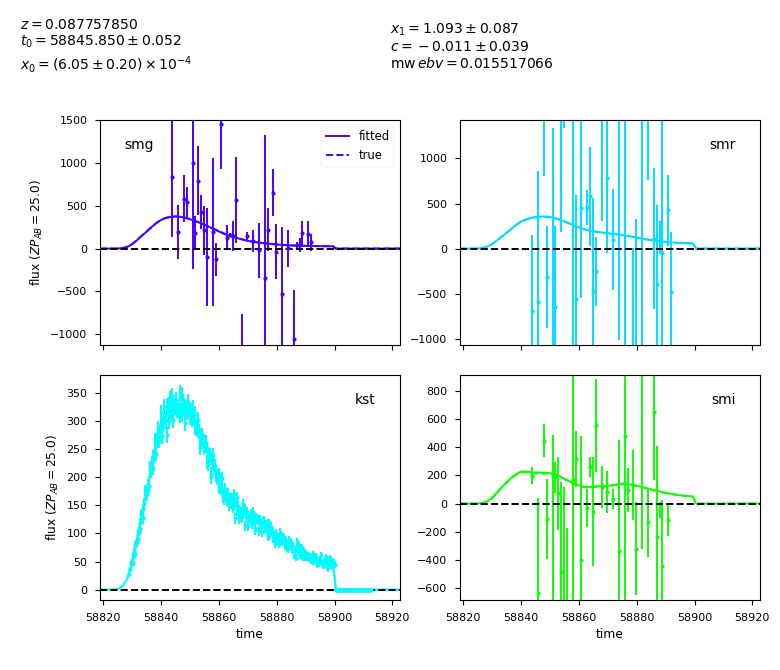 z = 0.087757850
t0 = 58845.850 ± 0.052
x0 = (6.05 ± 0.20) × 10^-4
x1 = 1.093 ± 0.087
c = −0.011 ± 0.039
mw ebv = 0.015517066
1500
1000
500
0
−500
−1000
flux (ZP_AB = 25.0)
smg
fitted
true
1000
500
0
−500
−1000
smr
350
300
250
200
150
100
50
0
flux (ZP_AB = 25.0)
kst
58820 58840 58860 58880 58900 58920
time
800
600
400
200
0
−200
−400
−600
smi
58820 58840 58860 58880 58900 58920
time